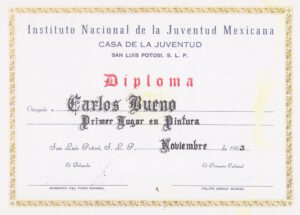 Instituto Nacional de la Juventud Mexicana
CASA DE LA JUVENTUD
SAN LUIS POTOSI, S. L. P.
Diploma
Otorgado a Carlos Bueno
Primer Lugar en Pintura
San Luis Potosí, S. L. P. Noviembre de 1963
El Delegado. El Promotor Cultural.